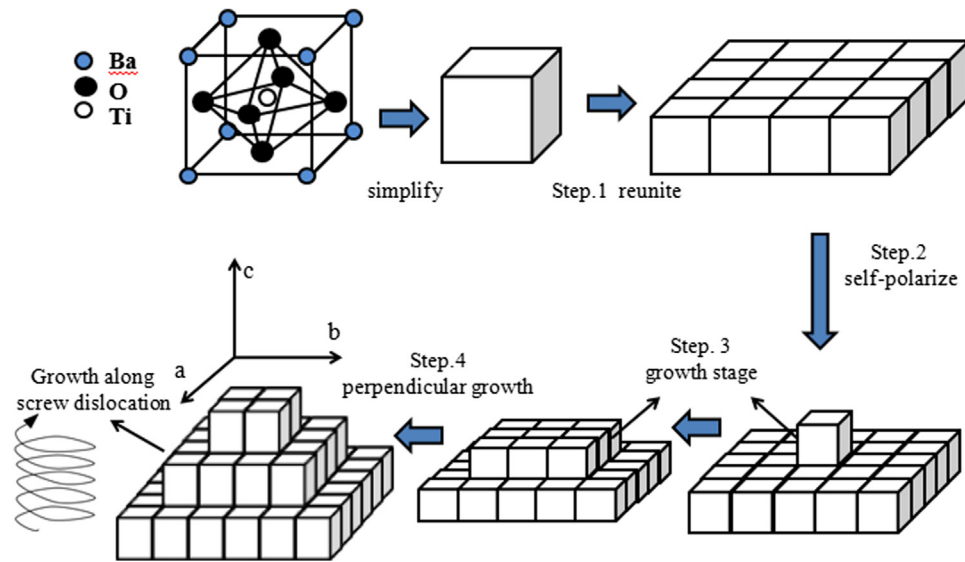 Ba
O
Ti
simplify
Step.1 reunite
Step.2
self-polarize
c
b
a
Step. 3
growth stage
Step.4
perpendicular growth
Growth along
screw dislocation